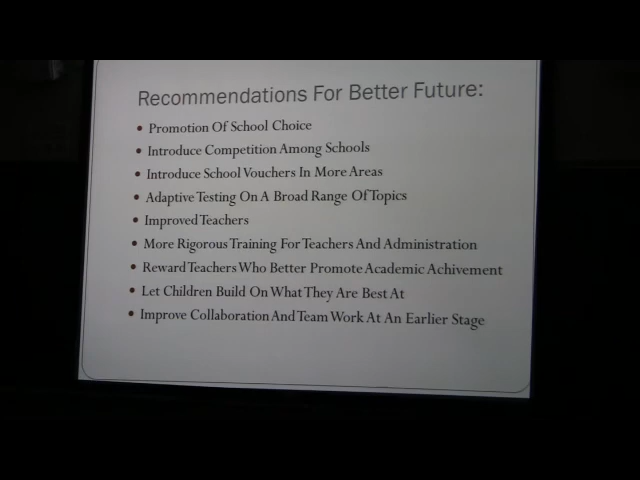 Recommendations For Better Future:
Promotion Of School Choice
Introduce Competition Among Schools
Introduce School Vouchers In More Areas
Adaptive Testing On A Broad Range Of Topics
Improved Teachers
More Rigorous Training For Teachers And Administration
Reward Teachers Who Better Promote Academic Achivement
Let Children Build On What They Are Best At
Improve Collaboration And Team Work At An Earlier Stage